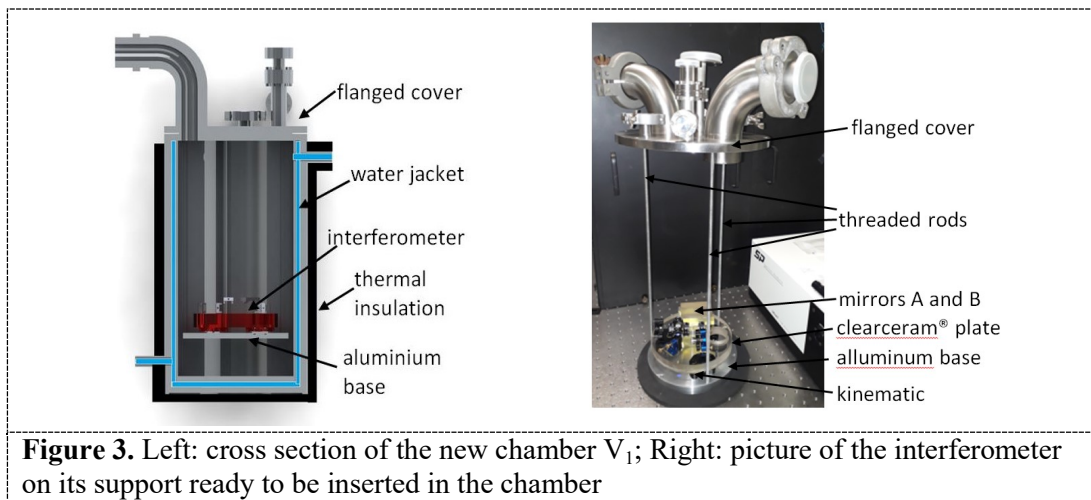 flanged cover
water jacket
interferometer
thermal
insulation
aluminium
base
flanged cover
threaded rods
mirrors A and B
clearceram® plate
alluminum base
kinematic
SP
Figure 3. Left: cross section of the new chamber V₁; Right: picture of the interferometer
on its support ready to be inserted in the chamber